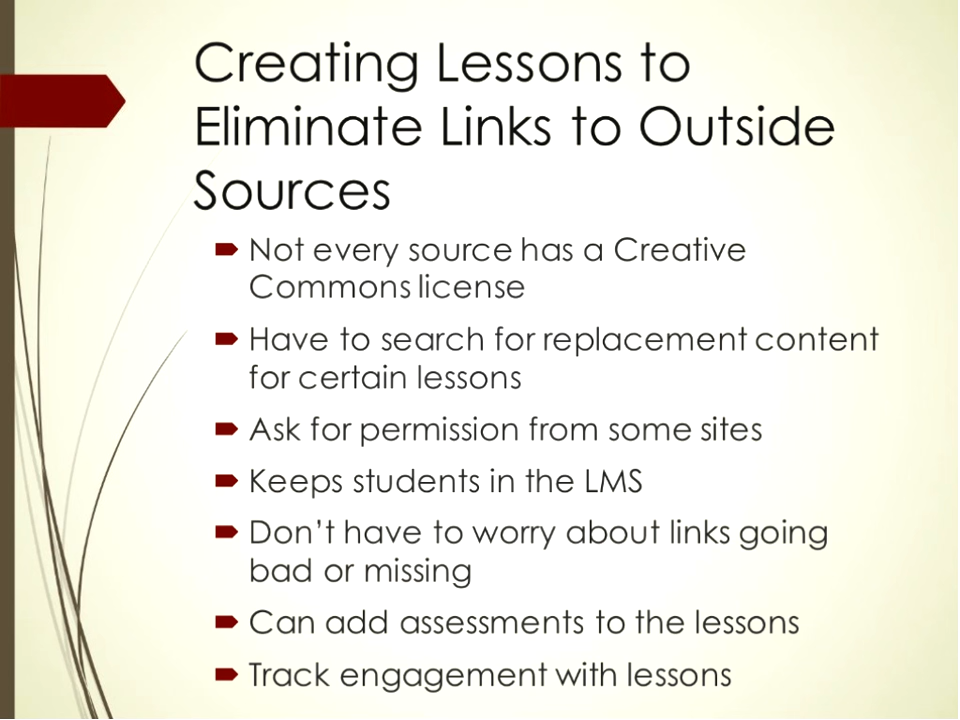 Creating Lessons to
Eliminate Links to Outside
Sources
Not every source has a Creative
Commons license
Have to search for replacement content
for certain lessons
Ask for permission from some sites
Keeps students in the LMS
Don’t have to worry about links going
bad or missing
Can add assessments to the lessons
Track engagement with lessons